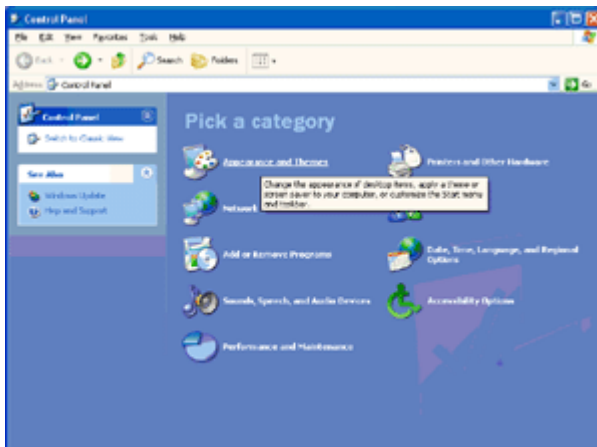 Control Panel
File Edit View Favorites Tools Help
Back Search Folders
Address Control Panel Go
Control Panel
Switch to Classic View
See Also
Windows Update
Help and Support
Pick a category
Appearance and Themes
Printers and Other Hardware
Change the appearance of desktop items, apply a theme or
screen saver to your computer, or customize the Start menu
and taskbar.
Network
Add or Remove Programs
Date, Time, Language, and Regional
Options
Sounds, Speech, and Audio Devices
Accessibility Options
Performance and Maintenance